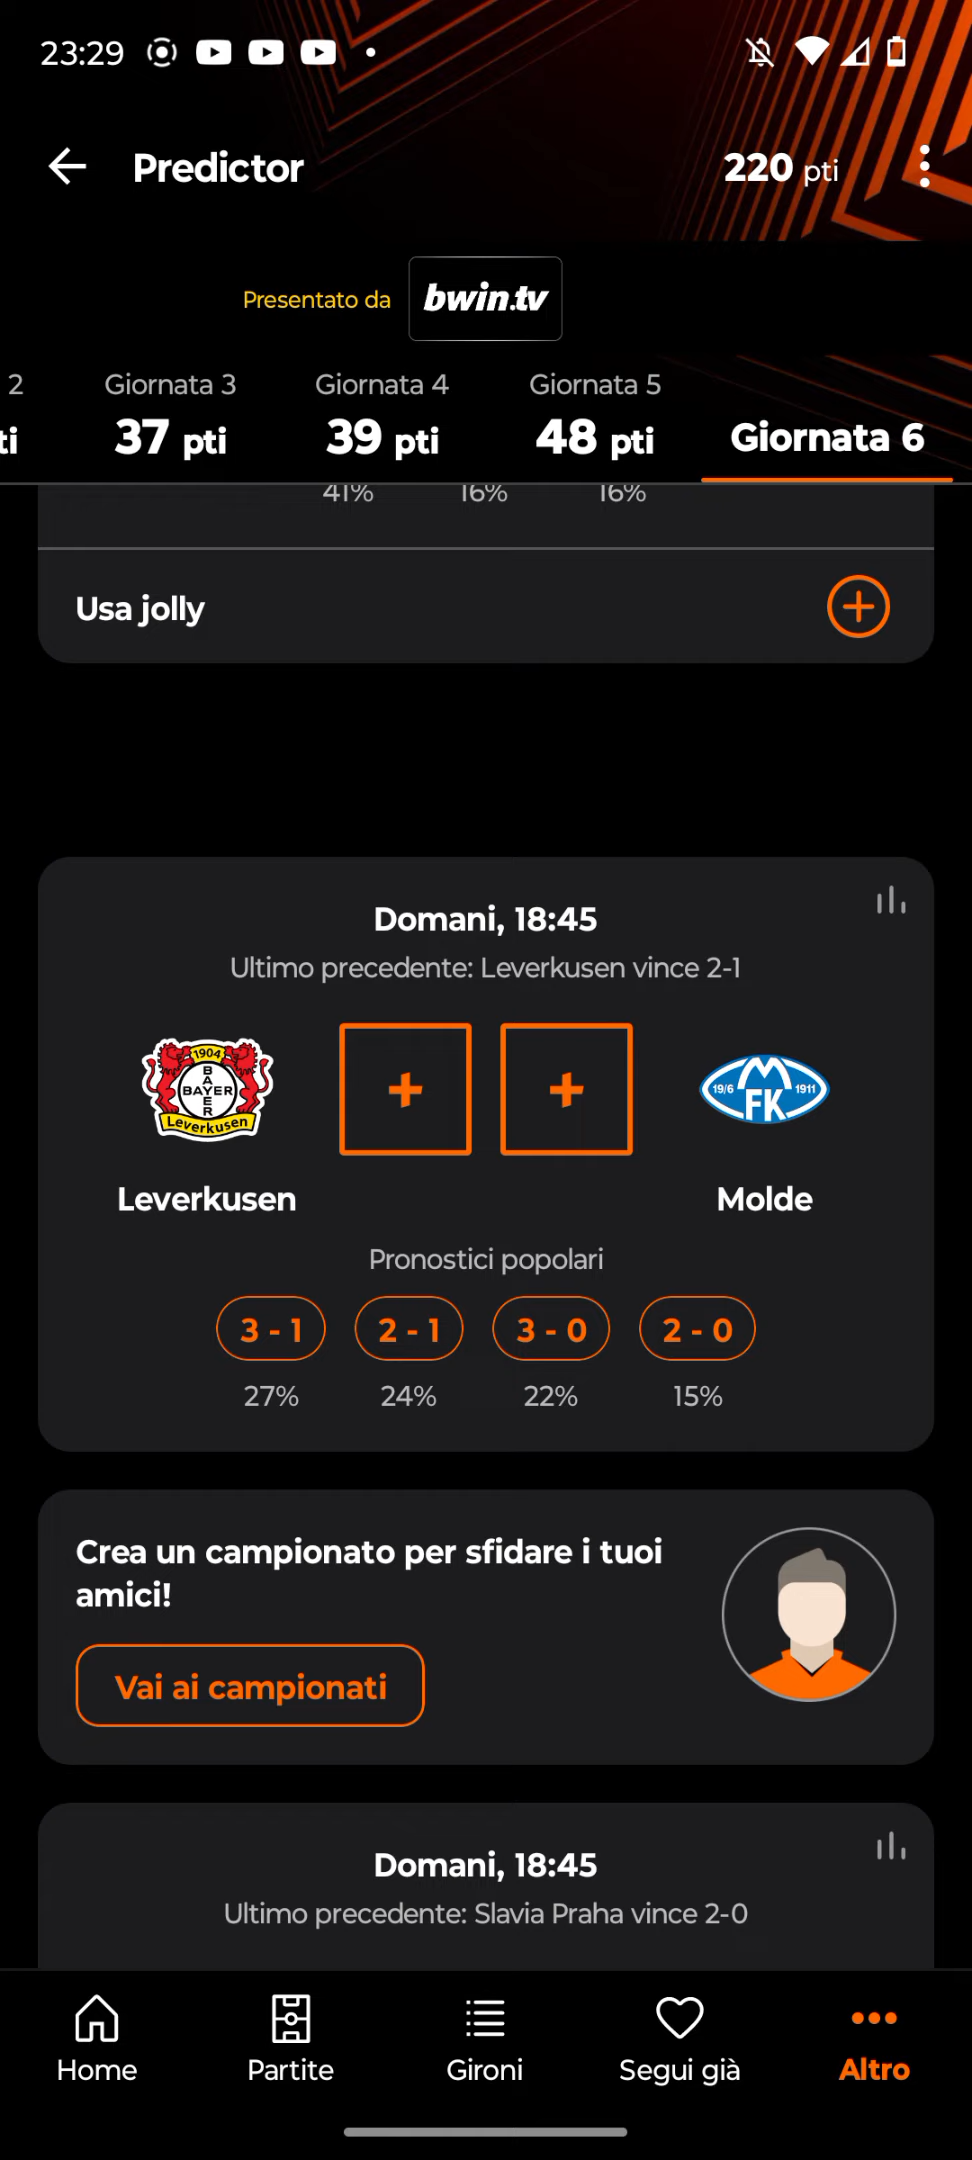 23:29
Predictor
220 pti
Presentato da bwin.tv
2 Giornata 3 Giornata 4 Giornata 5 Giornata 6
ti 37 pti 39 pti 48 pti
41% 16% 16%
Usa jolly
Domani, 18:45
Ultimo precedente: Leverkusen vince 2-1
1904
BAYER
BAYER
Leverkusen
19/6 M 1911
FK
Leverkusen
Molde
Pronostici popolari
3 - 1 2 - 1 3 - 0 2 - 0
27% 24% 22% 15%
Crea un campionato per sfidare i tuoi
amici!
Vai ai campionati
Domani, 18:45
Ultimo precedente: Slavia Praha vince 2-0
Home Partite Gironi Segui già Altro